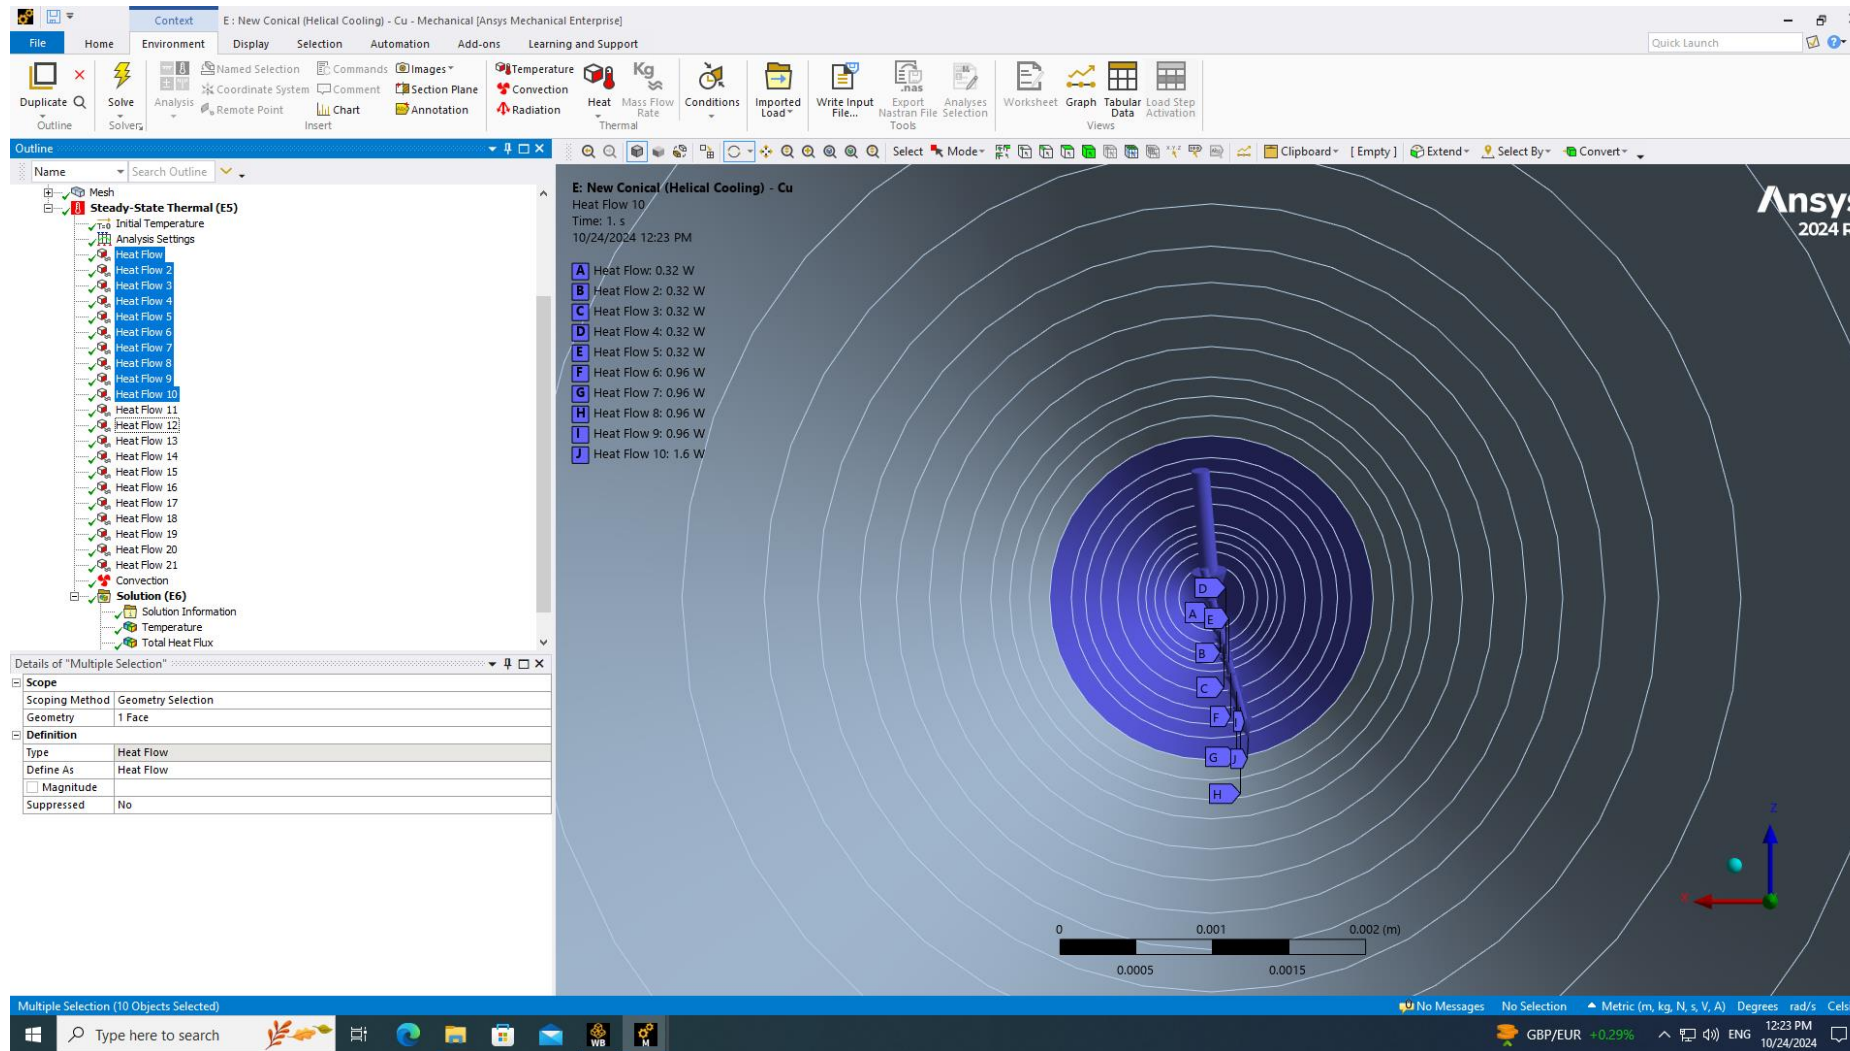 Context
E : New Conical (Helical Cooling) - Cu - Mechanical [Ansys Mechanical Enterprise]
File Home Environment Display Selection Automation Add-ons Learning and Support
Quick Launch
Duplicate
Outline
Solve
Solver
Analysis
Named Selection
Coordinate System
Remote Point
Commands
Comment
Chart
Images
Section Plane
Annotation
Insert
Temperature
Convection
Radiation
Heat
Mass Flow Rate
Thermal
Conditions
Imported Load
Write Input File...
Export Nastran File
.nas
Analyses Selection
Tools
Worksheet
Graph
Tabular Data
Load Step Activation
Views
Outline
Select Mode Clipboard [ Empty ] Extend Select By Convert
Name Search Outline
Mesh
Steady-State Thermal (E5)
Initial Temperature
Analysis Settings
Heat Flow
Heat Flow 2
Heat Flow 3
Heat Flow 4
Heat Flow 5
Heat Flow 6
Heat Flow 7
Heat Flow 8
Heat Flow 9
Heat Flow 10
Heat Flow 11
Heat Flow 12
Heat Flow 13
Heat Flow 14
Heat Flow 15
Heat Flow 16
Heat Flow 17
Heat Flow 18
Heat Flow 19
Heat Flow 20
Heat Flow 21
Convection
Solution (E6)
Solution Information
Temperature
Total Heat Flux
Details of "Multiple Selection"
Scope
Scoping Method Geometry Selection
Geometry 1 Face
Definition
Type Heat Flow
Define As Heat Flow
Magnitude
Suppressed No
E: New Conical (Helical Cooling) - Cu
Heat Flow 10
Time: 1. s
10/24/2024 12:23 PM
A Heat Flow: 0.32 W
B Heat Flow 2: 0.32 W
C Heat Flow 3: 0.32 W
D Heat Flow 4: 0.32 W
E Heat Flow 5: 0.32 W
F Heat Flow 6: 0.96 W
G Heat Flow 7: 0.96 W
H Heat Flow 8: 0.96 W
I Heat Flow 9: 0.96 W
J Heat Flow 10: 1.6 W
Ansys
2024 R
D
A
E
B
C
F I
G J
H
Z
X
0 0.001 0.002 (m)
0.0005 0.0015
Multiple Selection (10 Objects Selected)
No Messages No Selection Metric (m, kg, N, s, V, A) Degrees rad/s Cels
Type here to search
WB
M
GBP/EUR +0.29%
ENG
12:23 PM
10/24/2024